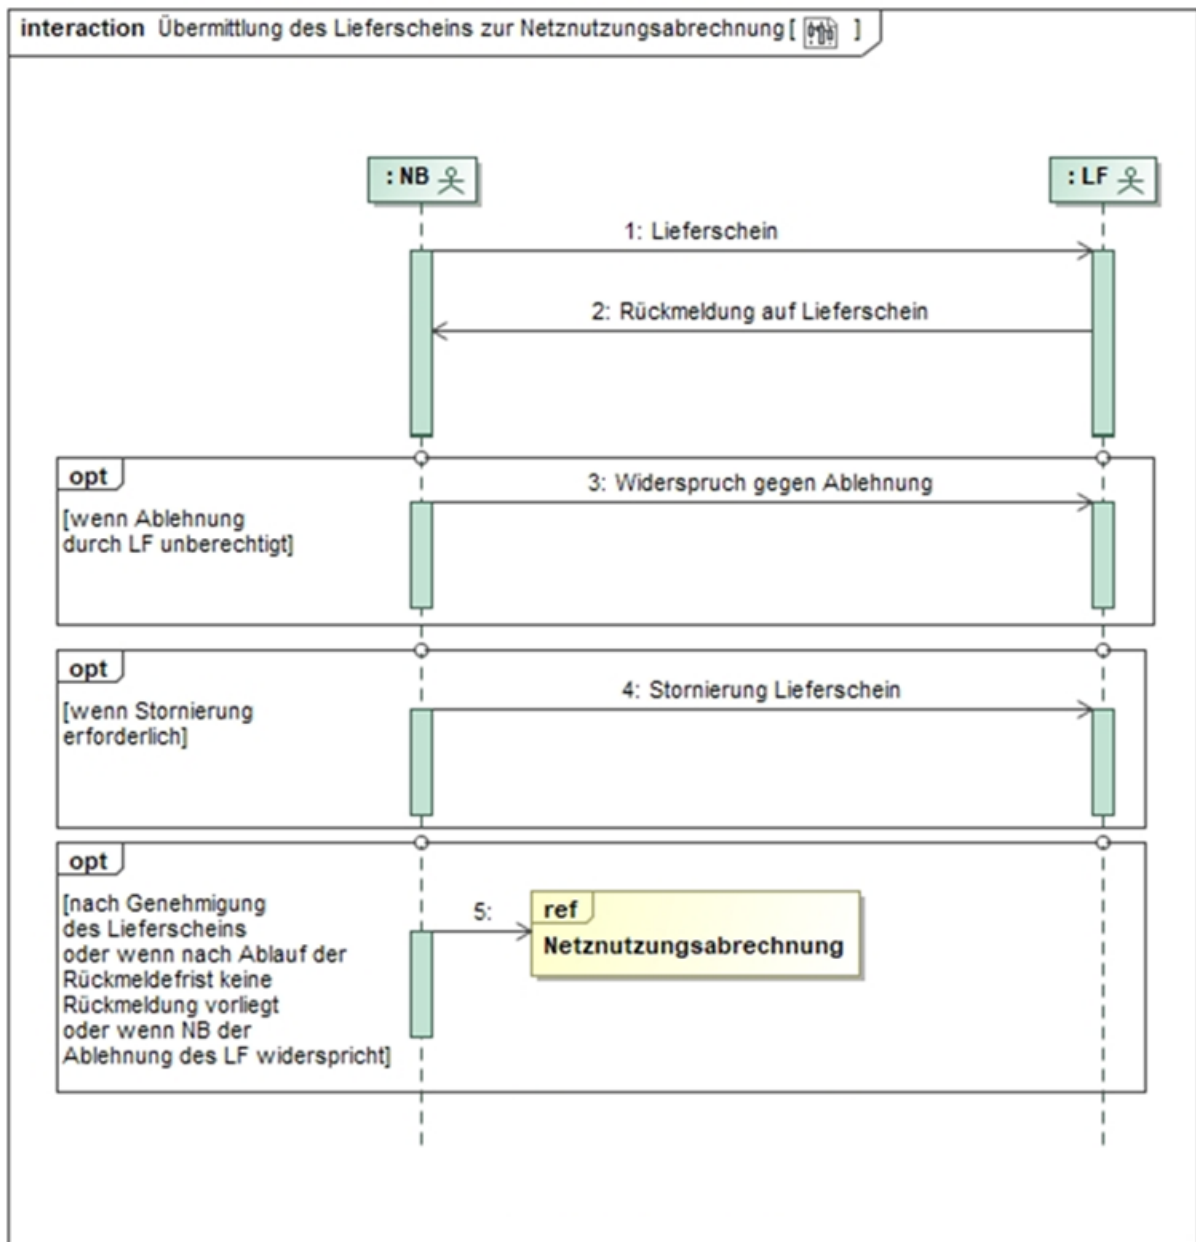 interaction Übermittlung des Lieferscheins zur Netznutzungsabrechnung [ ]
: NB
: LF
1: Lieferschein
2: Rückmeldung auf Lieferschein
opt
3: Widerspruch gegen Ablehnung
[wenn Ablehnung
durch LF unberechtigt]
opt
4: Stornierung Lieferschein
[wenn Stornierung
erforderlich]
opt
[nach Genehmigung
des Lieferscheins
oder wenn nach Ablauf der
Rückmeldefrist keine
Rückmeldung vorliegt
oder wenn NB der
Ablehnung des LF widerspricht]
5:
ref
Netznutzungsabrechnung